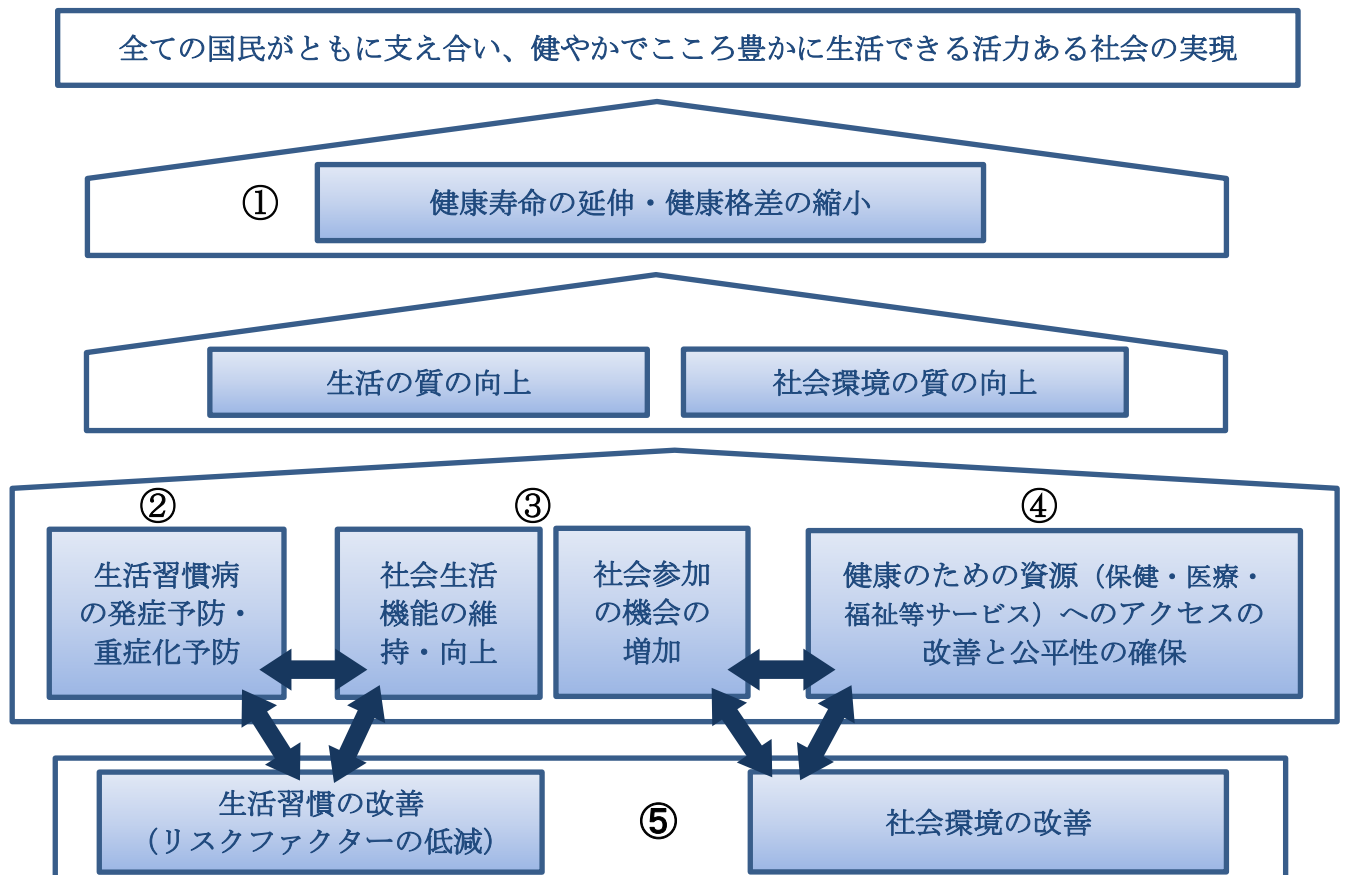 全ての国民がともに支え合い、健やかでこころ豊かに生活できる活力ある社会の実現
①
健康寿命の延伸・健康格差の縮小
生活の質の向上
社会環境の質の向上
②
③
④
生活習慣病
の発症予防・
重症化予防
社会生活
機能の維
持・向上
社会参加
の機会の
増加
健康のための資源（保健・医療・
福祉等サービス）へのアクセスの
改善と公平性の確保
生活習慣の改善
（リスクファクターの低減）
⑤
社会環境の改善